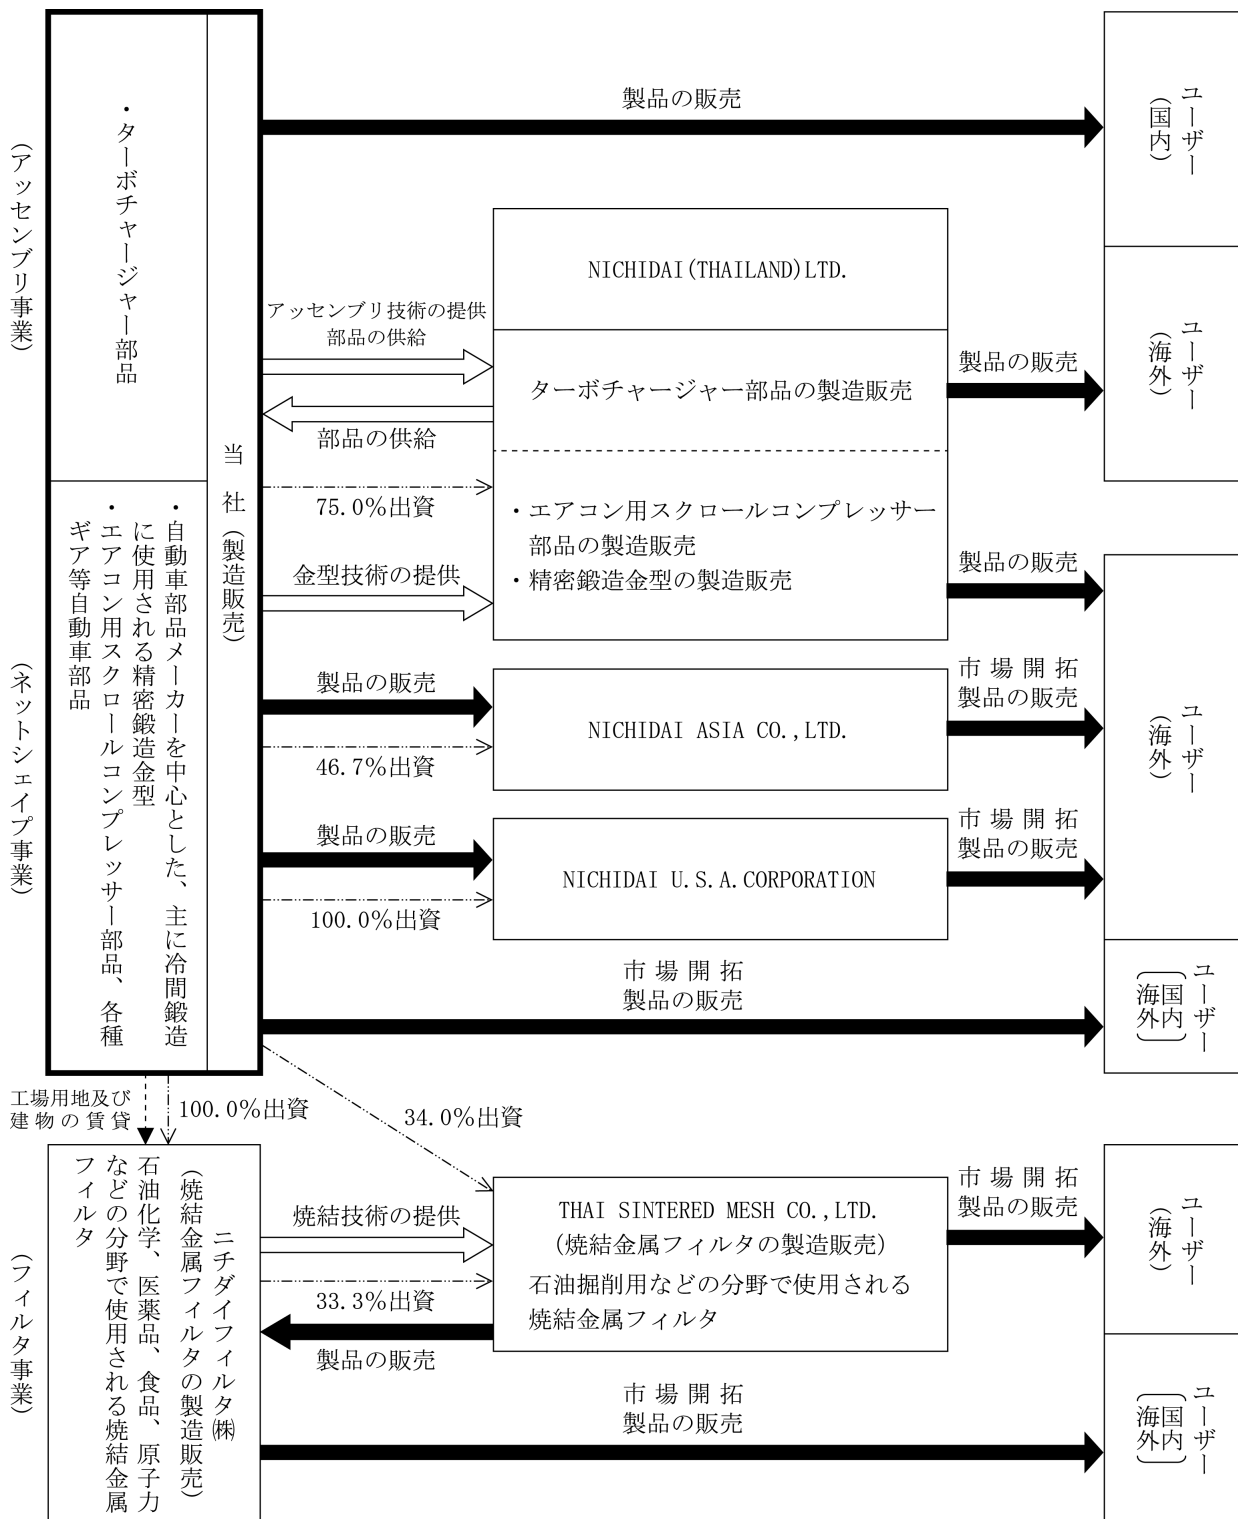 (アッセンブリ事業)
・ターボチャージャー部品
当　社(製造販売)
製品の販売
ユーザー
(国内)
NICHIDAI(THAILAND)LTD.
アッセンブリ技術の提供
部品の供給
ターボチャージャー部品の製造販売
製品の販売
ユーザー
(海外)
部品の供給
75.0%出資
・エアコン用スクロールコンプレッサー
部品の製造販売
・精密鍛造金型の製造販売
金型技術の提供
製品の販売
(ネットシェイプ事業)
・自動車部品メーカーを中心とした、主に冷間鍛造
に使用される精密鍛造金型
・エアコン用スクロールコンプレッサー部品、各種
ギア等自動車部品
製品の販売
46.7%出資
NICHIDAI ASIA CO.,LTD.
市場開拓
製品の販売
ユーザー
(海外)
製品の販売
100.0%出資
NICHIDAI U.S.A.CORPORATION
市場開拓
製品の販売
市場開拓
製品の販売
ユーザー
(国内
海外)
工場用地及び
建物の賃貸
100.0%出資
34.0%出資
(フィルタ事業)
ニチダイフィルタ㈱
(焼結金属フィルタの製造販売)
石油化学、医薬品、食品、原子力
などの分野で使用される焼結金属
フィルタ
焼結技術の提供
33.3%出資
製品の販売
THAI SINTERED MESH CO.,LTD.
(焼結金属フィルタの製造販売)
石油掘削用などの分野で使用される
焼結金属フィルタ
市場開拓
製品の販売
ユーザー
(海外)
市場開拓
製品の販売
ユーザー
(国内
海外)